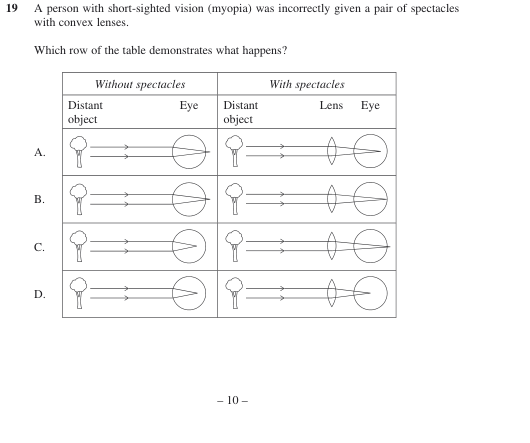 19 A person with short-sighted vision (myopia) was incorrectly given a pair of spectacles
with convex lenses.
Which row of the table demonstrates what happens?
Without spectacles With spectacles
Distant object Eye Distant object Lens Eye
A.
B.
C.
D.
– 10 –